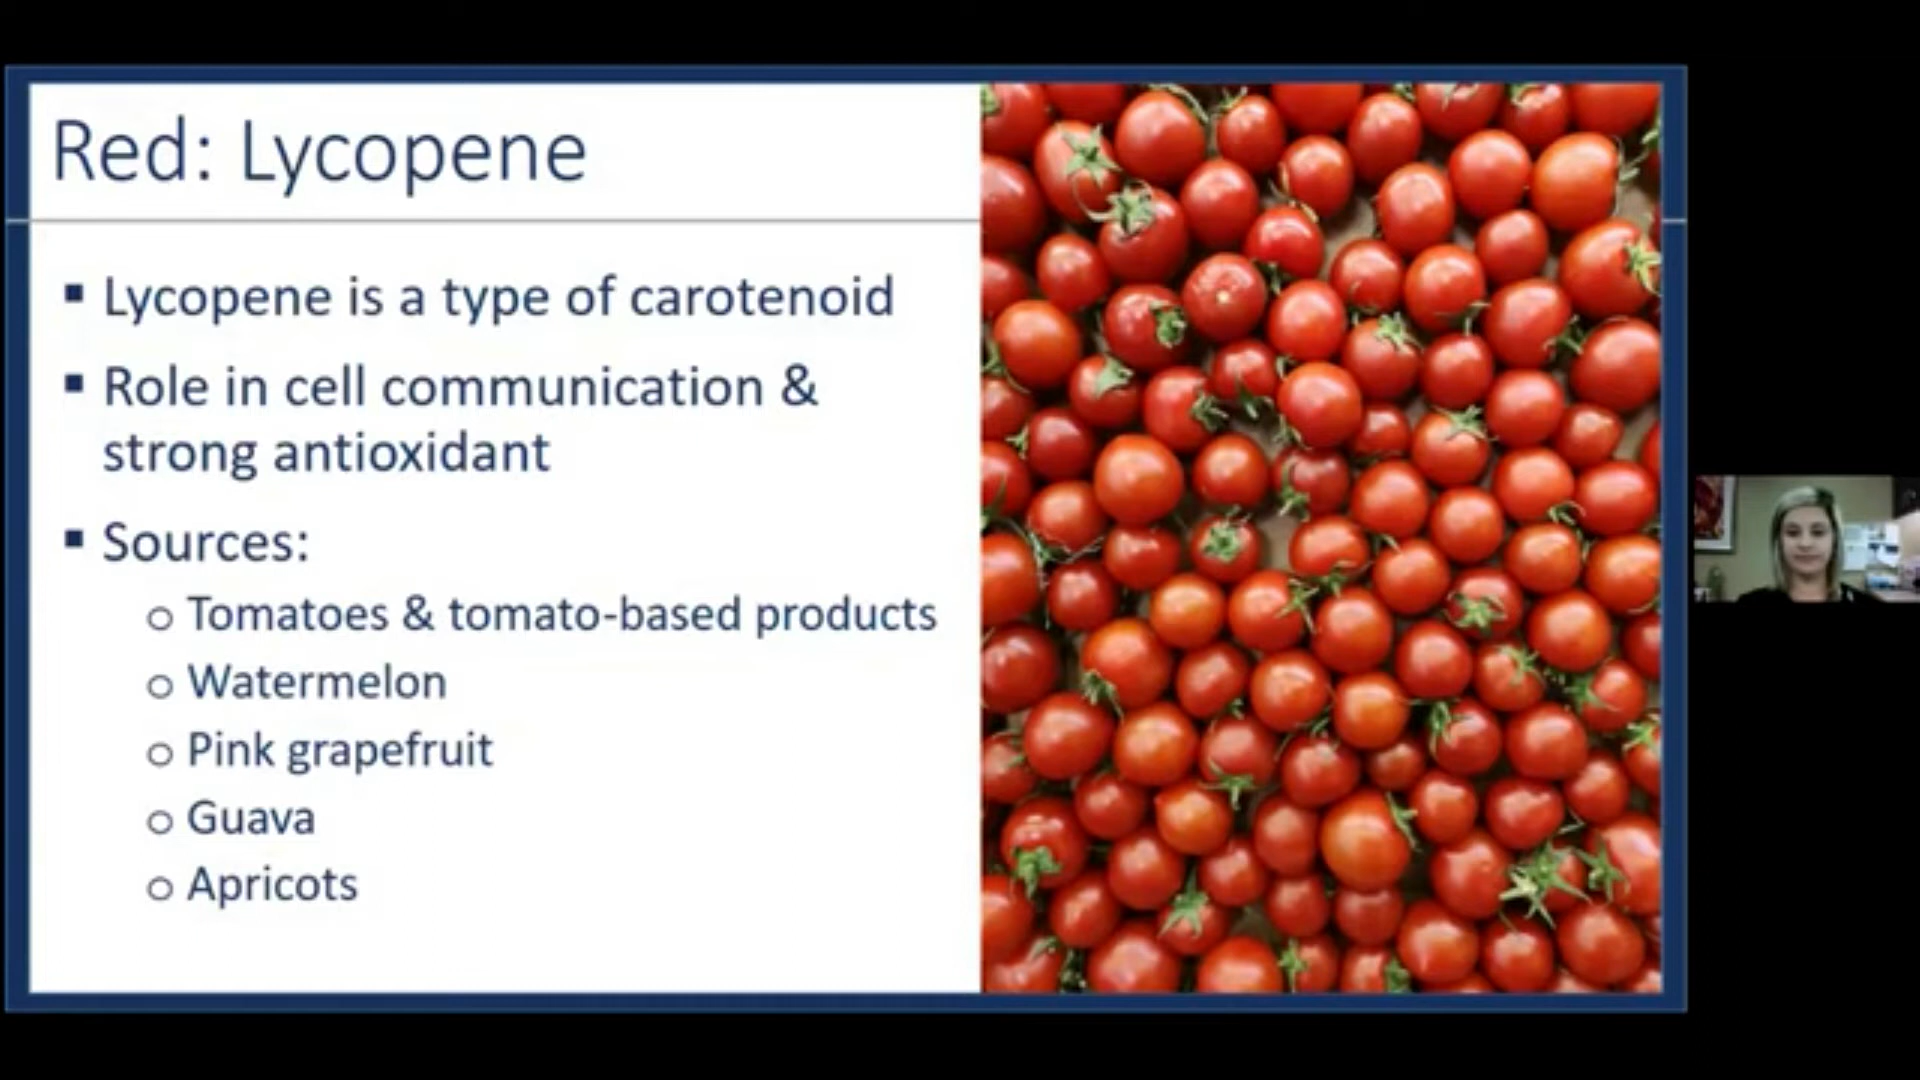 Red: Lycopene
▪ Lycopene is a type of carotenoid
▪ Role in cell communication &
strong antioxidant
▪ Sources:
o Tomatoes & tomato-based products
o Watermelon
o Pink grapefruit
o Guava
o Apricots